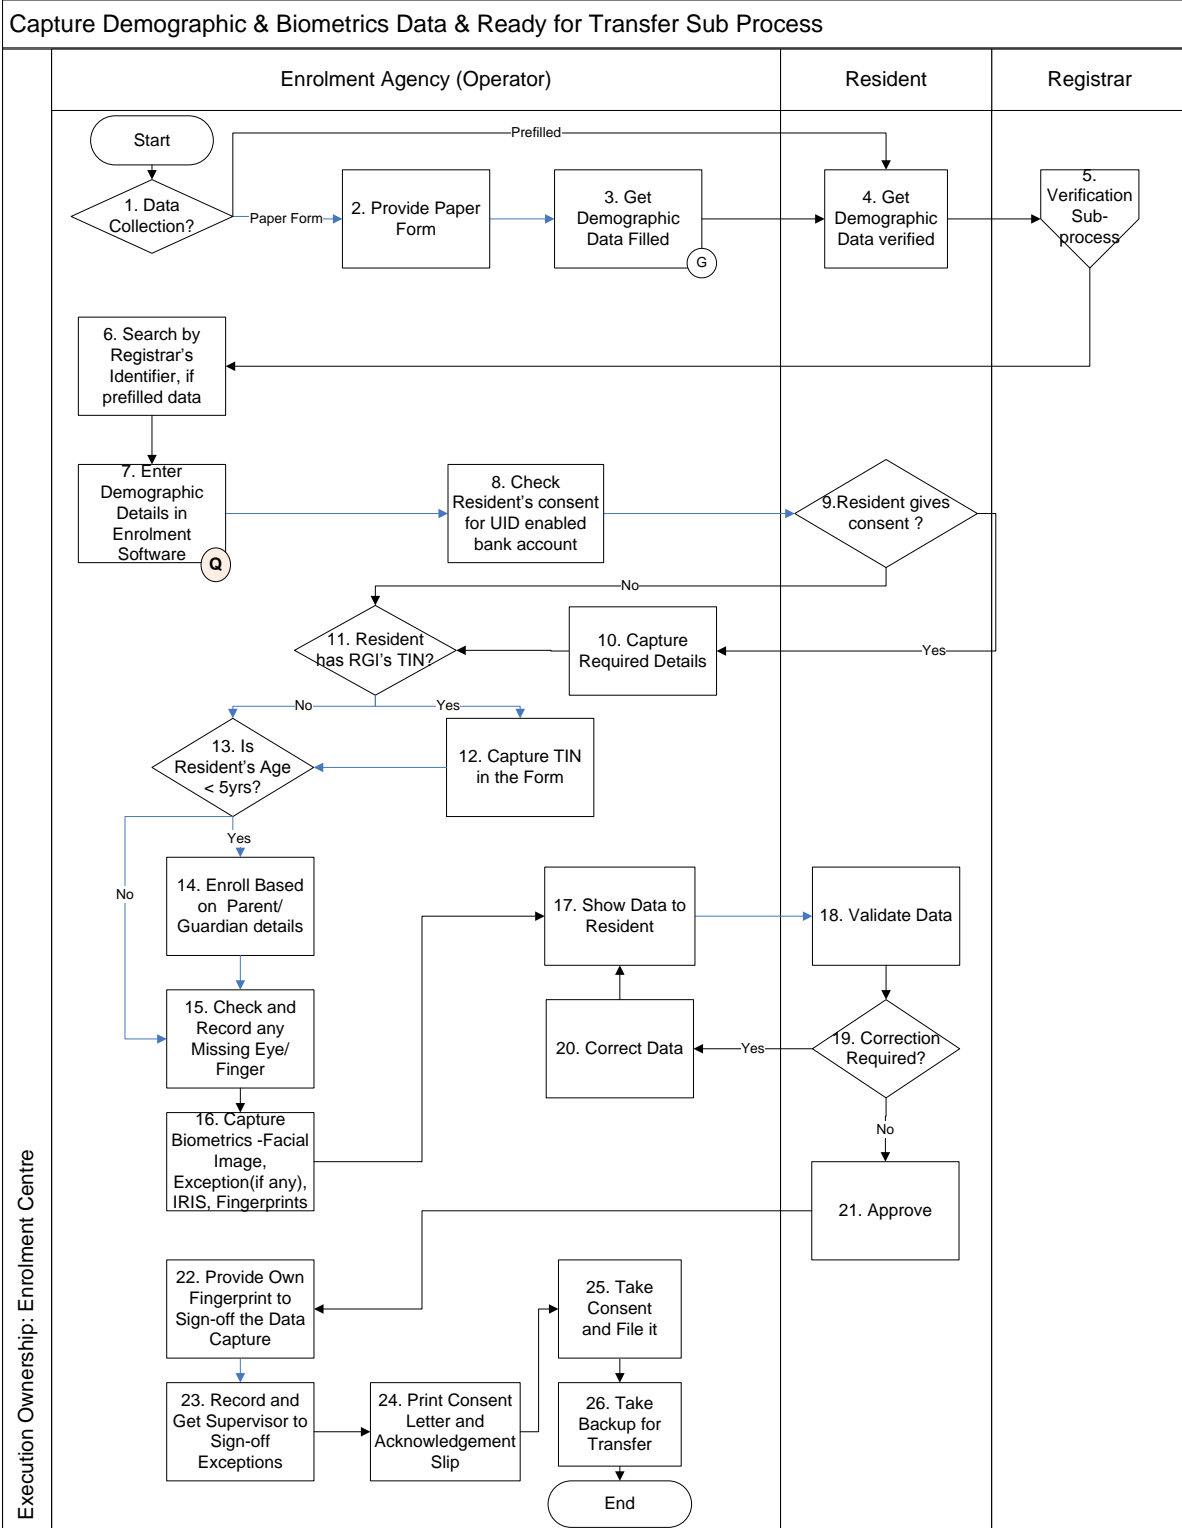 Capture Demographic & Biometrics Data & Ready for Transfer Sub Process
Enrolment Agency (Operator)
Resident
Registrar
Execution Ownership: Enrolment Centre
Start
Prefilled
1. Data
Collection?
Paper Form
2. Provide Paper
Form
3. Get
Demographic
Data Filled
G
4. Get
Demographic
Data verified
5.
Verification
Sub-
process
6. Search by
Registrar's
Identifier, if
prefilled data
7. Enter
Demographic
Details in
Enrolment
Software
Q
8. Check
Resident's consent
for UID enabled
bank account
9.Resident gives
consent ?
No
Yes
10. Capture
Required Details
11. Resident
has RGI's TIN?
No
Yes
12. Capture TIN
in the Form
13. Is
Resident's Age
< 5yrs?
Yes
No
14. Enroll Based
on Parent/
Guardian details
15. Check and
Record any
Missing Eye/
Finger
16. Capture
Biometrics -Facial
Image,
Exception(if any),
IRIS, Fingerprints
17. Show Data to
Resident
18. Validate Data
19. Correction
Required?
Yes
20. Correct Data
No
21. Approve
22. Provide Own
Fingerprint to
Sign-off the Data
Capture
23. Record and
Get Supervisor to
Sign-off
Exceptions
24. Print Consent
Letter and
Acknowledgement
Slip
25. Take
Consent
and File it
26. Take
Backup for
Transfer
End